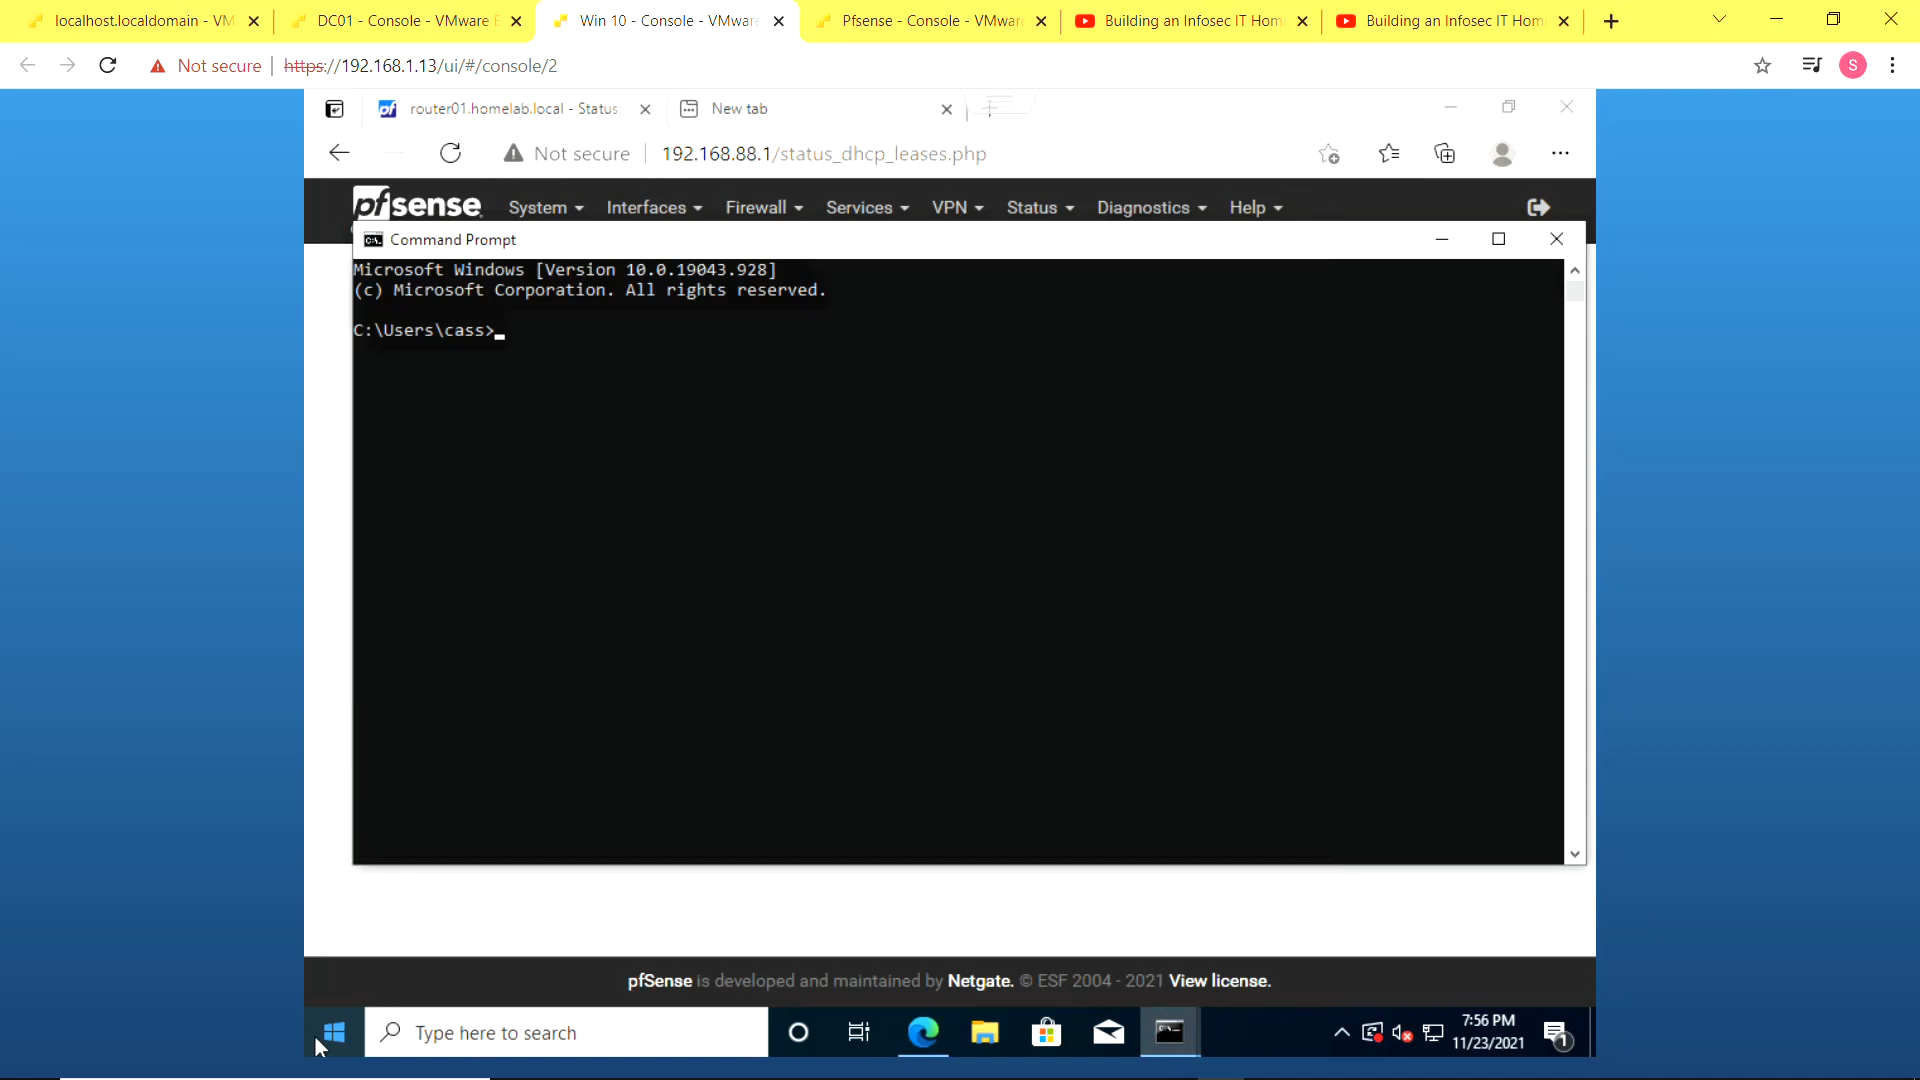 localhost.localdomain - VM
DC01 - Console - VMware E
Win 10 - Console - VMware
Pfsense - Console - VMware
Building an Infosec IT Hom
Building an Infosec IT Hom
Not secure https://192.168.1.13/ui/#/console/2
S
router01.homelab.local - Status:
New tab
Not secure 192.168.88.1/status_dhcp_leases.php
pfsense System Interfaces Firewall Services VPN Status Diagnostics Help
Command Prompt
Microsoft Windows [Version 10.0.19043.928]
(c) Microsoft Corporation. All rights reserved.
C:\Users\cass>
pfSense is developed and maintained by Netgate. © ESF 2004 - 2021 View license.
Type here to search
7:56 PM
11/23/2021
1